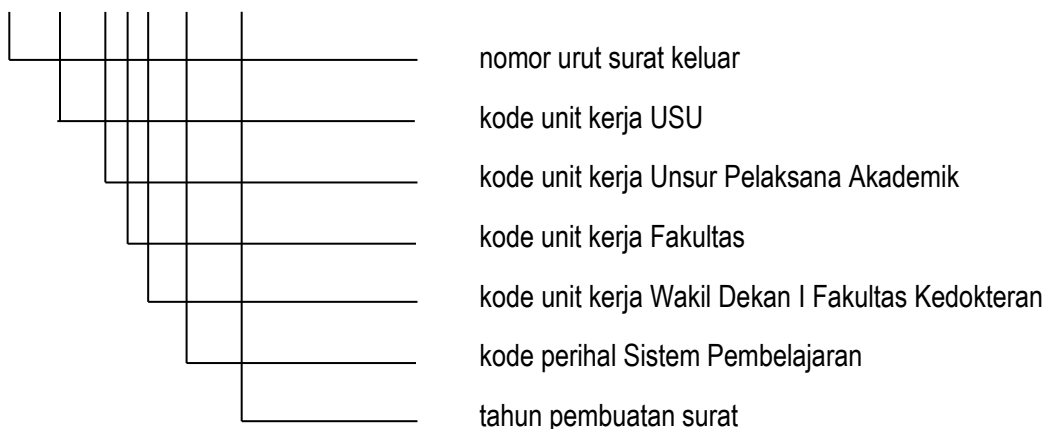 nomor urut surat keluar
kode unit kerja USU
kode unit kerja Unsur Pelaksana Akademik
kode unit kerja Fakultas
kode unit kerja Wakil Dekan I Fakultas Kedokteran
kode perihal Sistem Pembelajaran
tahun pembuatan surat